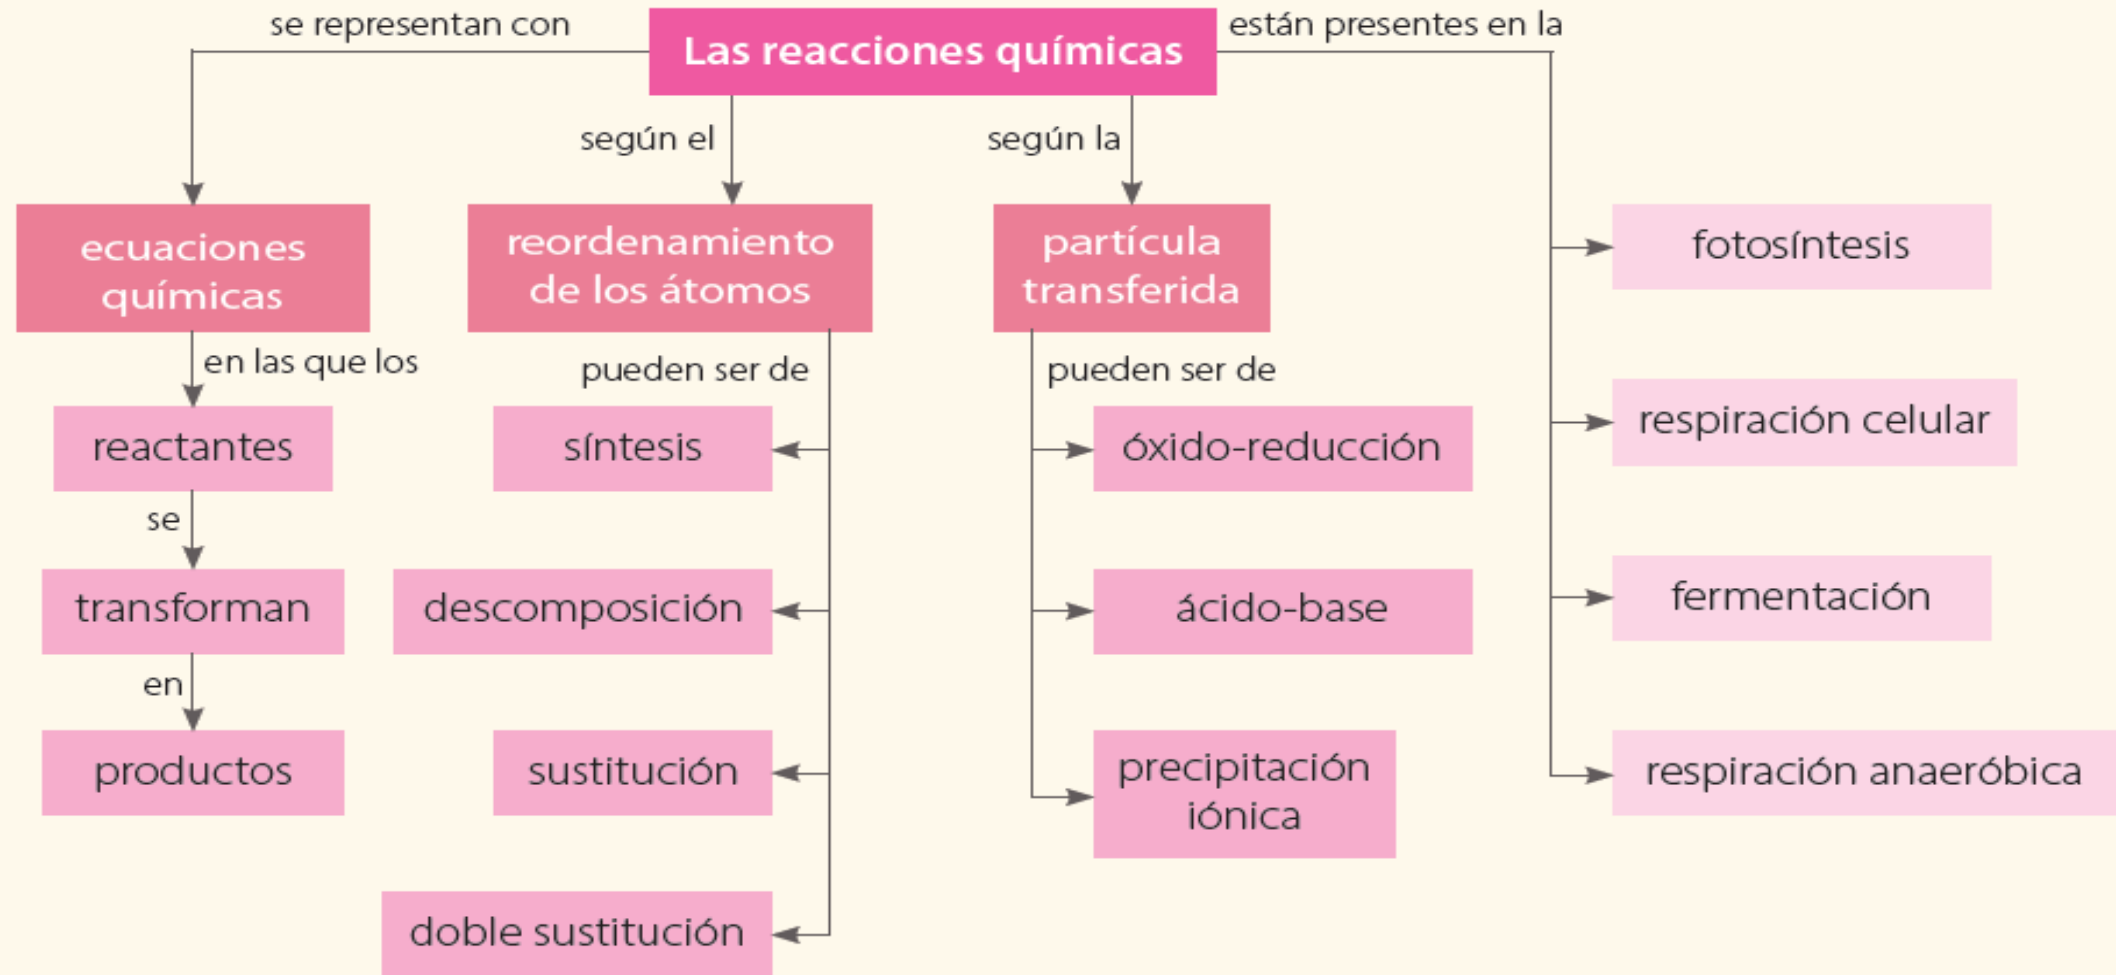 se representan con
Las reacciones químicas
están presentes en la
según el
según la
ecuaciones
químicas
reordenamiento
de los átomos
partícula
transferida
fotosíntesis
en las que los
pueden ser de
pueden ser de
reactantes
síntesis
óxido-reducción
respiración celular
se
transforman
descomposición
ácido-base
fermentación
en
productos
sustitución
precipitación
iónica
respiración anaeróbica
doble sustitución